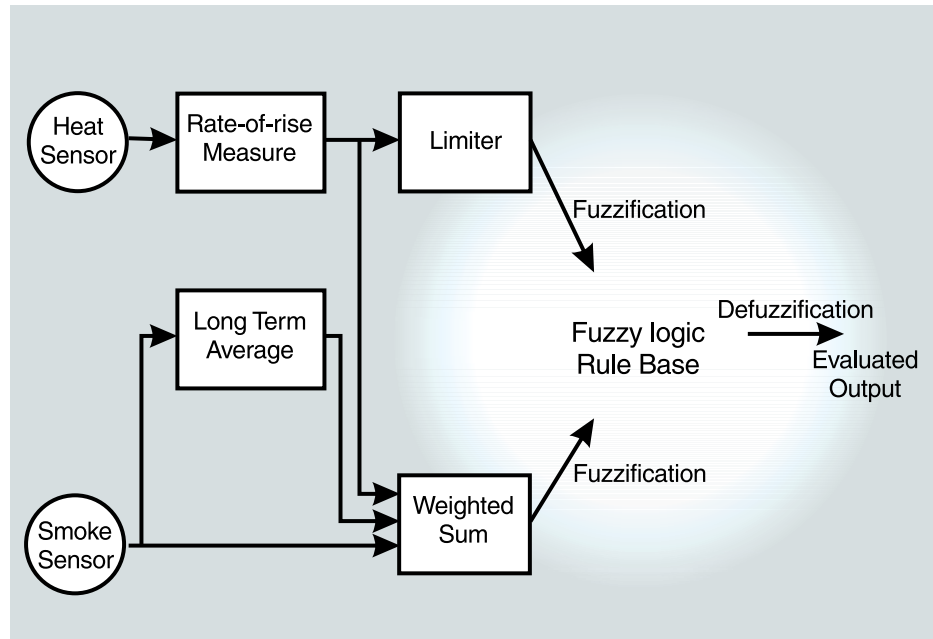 Heat
Sensor
Rate-of-rise
Measure
Limiter
Fuzzification
Long Term
Average
Fuzzy logic
Rule Base
Defuzzification
Evaluated
Output
Fuzzification
Weighted
Sum
Smoke
Sensor